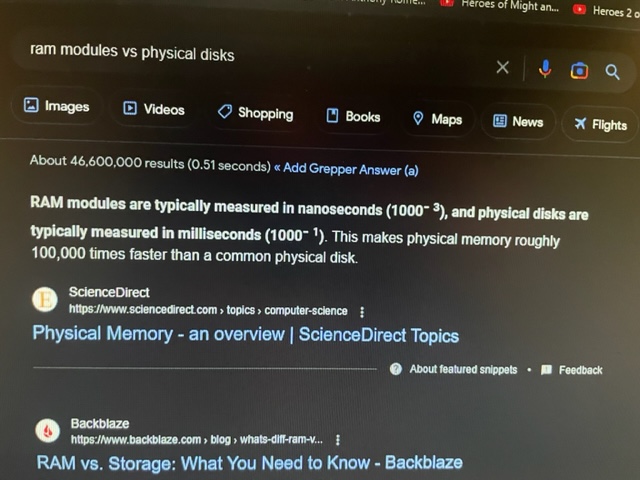 Heroes of Might an...
Heroes 2 o
ram modules vs physical disks
Images
Videos
Shopping
Books
Maps
News
Flights
About 46,600,000 results (0.51 seconds) « Add Grepper Answer (a)
RAM modules are typically measured in nanoseconds (1000⁻ ³), and physical disks are
typically measured in milliseconds (1000⁻ ¹). This makes physical memory roughly
100,000 times faster than a common physical disk.
E
ScienceDirect
https://www.sciencedirect.com › topics › computer-science
Physical Memory - an overview | ScienceDirect Topics
About featured snippets • Feedback
Backblaze
https://www.backblaze.com › blog › whats-diff-ram-v...
RAM vs. Storage: What You Need to Know - Backblaze